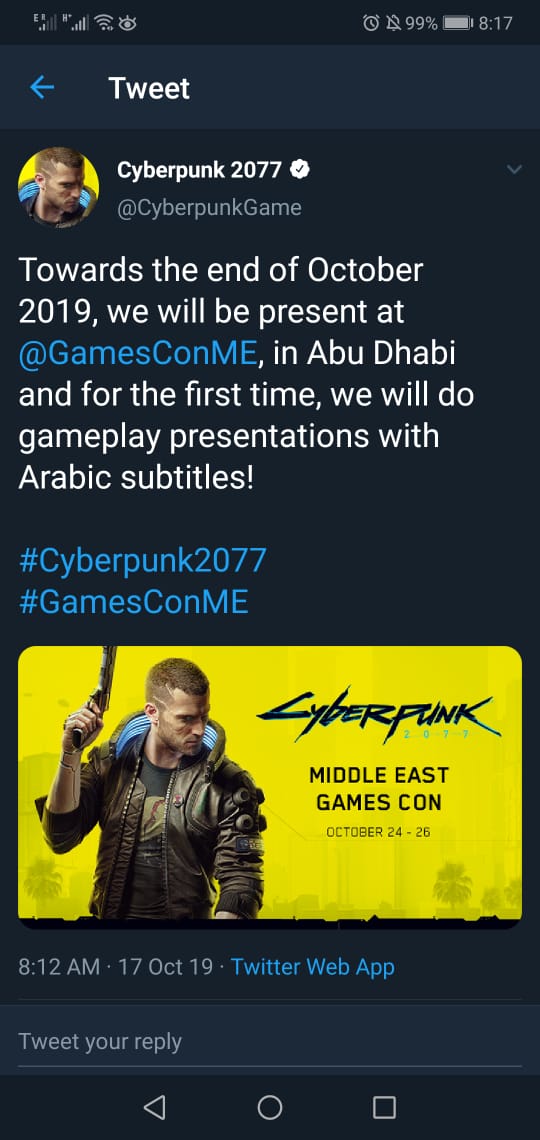 E R H+ 99% 8:17
Tweet
Cyberpunk 2077
@CyberpunkGame
Towards the end of October
2019, we will be present at
@GamesConME, in Abu Dhabi
and for the first time, we will do
gameplay presentations with
Arabic subtitles!
#Cyberpunk2077
#GamesConME
CYBERPUNK
2077
MIDDLE EAST
GAMES CON
OCTOBER 24 - 26
8:12 AM · 17 Oct 19 · Twitter Web App
Tweet your reply